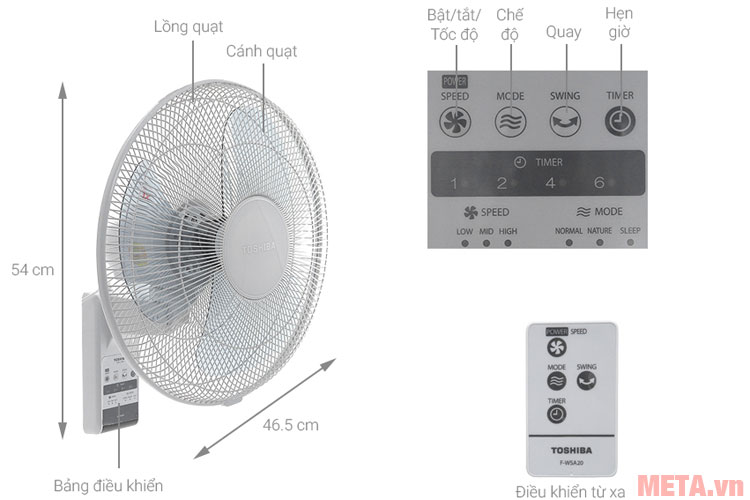 Lồng quạt
Cánh quạt
54 cm
46.5 cm
TOSHIBA
Bảng điều khiển
Bật/tắt/
Tốc độ
Chế
độ
Quay
Hẹn
giờ
POWER
SPEED MODE SWING TIMER
TIMER
1 2 4 6
SPEED MODE
LOW MID HIGH NORMAL NATURE SLEEP
POWER SPEED
MODE SWING
TIMER
TOSHIBA
F-WSA20
Điều khiển từ xa
META.vn